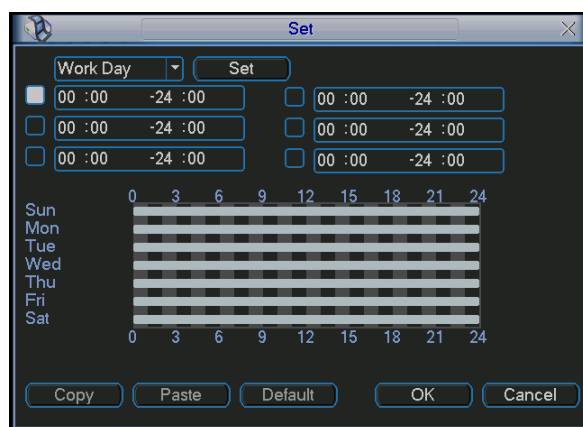 Set
Work Day Set
00 :00 -24 :00 00 :00 -24 :00
00 :00 -24 :00 00 :00 -24 :00
00 :00 -24 :00 00 :00 -24 :00
0 3 6 9 12 15 18 21 24
Sun
Mon
Tue
Wed
Thu
Fri
Sat
0 3 6 9 12 15 18 21 24
Copy Paste Default OK Cancel